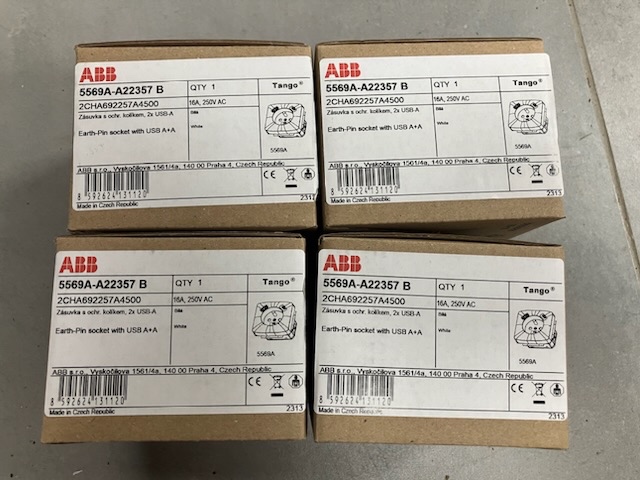 ABB
5569A-A22357 B
QTY 1
Tango®
2CHA692257A4500
16A, 250V AC
Zásuvka s ochr. kolíkem, 2x USB-A
Bílá
Earth-Pin socket with USB A+A
White
5569A
ABB s.r.o., Vyskočilova 1561/4a, 140 00 Praha 4, Czech Republic
CE
8 592624 131120
Made in Czech Republic
2313
ABB
5569A-A22357 B
QTY 1
Tango®
2CHA692257A4500
16A, 250V AC
Zásuvka s ochr. kolíkem, 2x USB-A
Bílá
Earth-Pin socket with USB A+A
White
5569A
ABB s.r.o., Vyskočilova 1561/4a, 140 00 Praha 4, Czech Republic
CE
8 592624 131120
Made in Czech Republic
2313
ABB
5569A-A22357 B
QTY 1
Tango®
2CHA692257A4500
16A, 250V AC
Zásuvka s ochr. kolíkem, 2x USB-A
Bílá
Earth-Pin socket with USB A+A
White
5569A
ABB s.r.o., Vyskočilova 1561/4a, 140 00 Praha 4, Czech Republic
CE
8 592624 131120
Made in Czech Republic
2313
ABB
5569A-A22357 B
QTY 1
Tango®
2CHA692257A4500
16A, 250V AC
Zásuvka s ochr. kolíkem, 2x USB-A
Bílá
Earth-Pin socket with USB A+A
White
5569A
ABB s.r.o., Vyskočilova 1561/4a, 140 00 Praha 4, Czech Republic
CE
8 592624 131120
Made in Czech Republic
2313